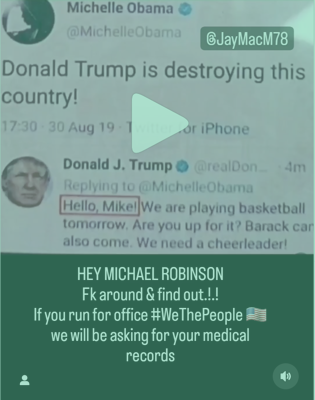 Michelle Obama
@MichelleObama
@JayMacM78
Donald Trump is destroying this
country!
17:30 · 30 Aug 19 · for iPhone
Donald J. Trump @realDon... · 4m
Replying to @MichelleObama
Hello, Mike! We are playing basketball
tomorrow. Are you up for it? Barack can
also come. We need a cheerleader!
HEY MICHAEL ROBINSON
Fk around & find out.!.!
If you run for office #WeThePeople 🇺🇸
we will be asking for your medical
records